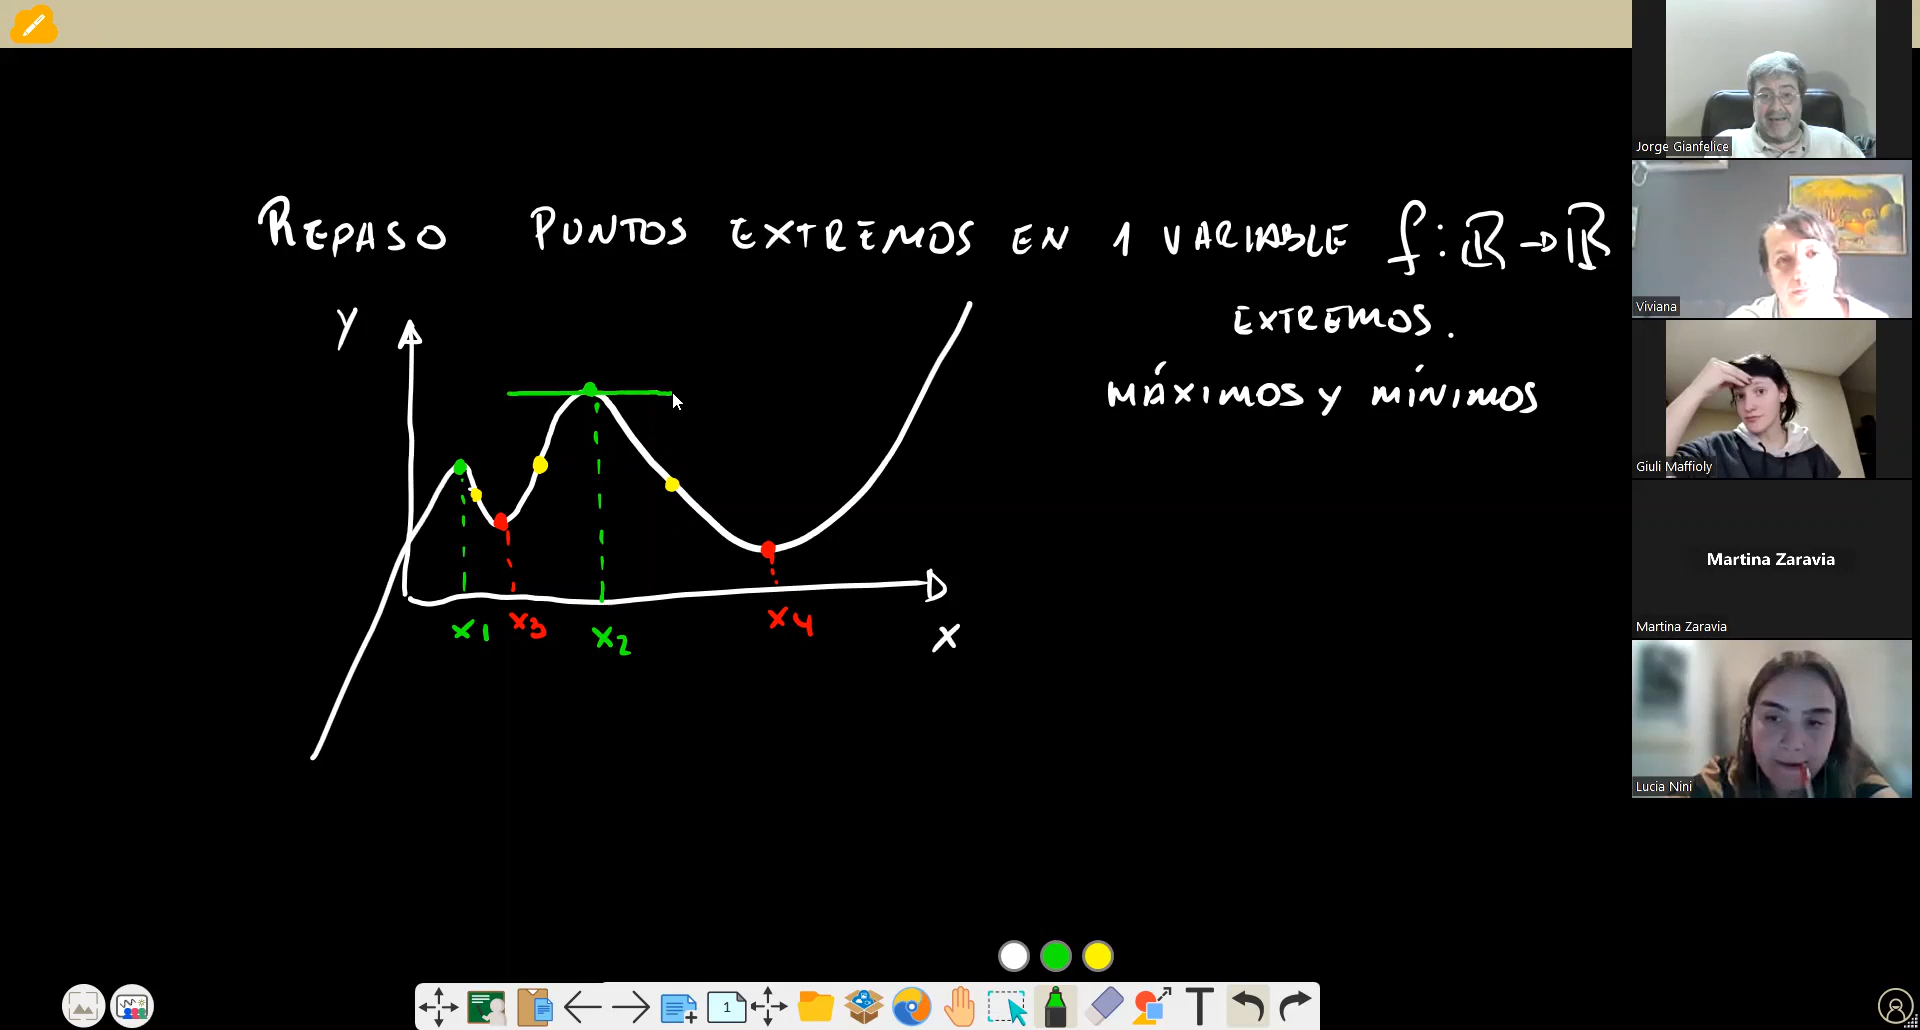 REPASO PUNTOS EXTREMOS EN 1 VARIABLE f: ℝ → ℝ
EXTREMOS.
MÁXIMOS Y MÍNIMOS
Y
x1
x3
x2
x4
X
Jorge Gianfelice
Viviana
Giuli Maffioly
Martina Zaravia
Martina Zaravia
Lucia Nini
1
T